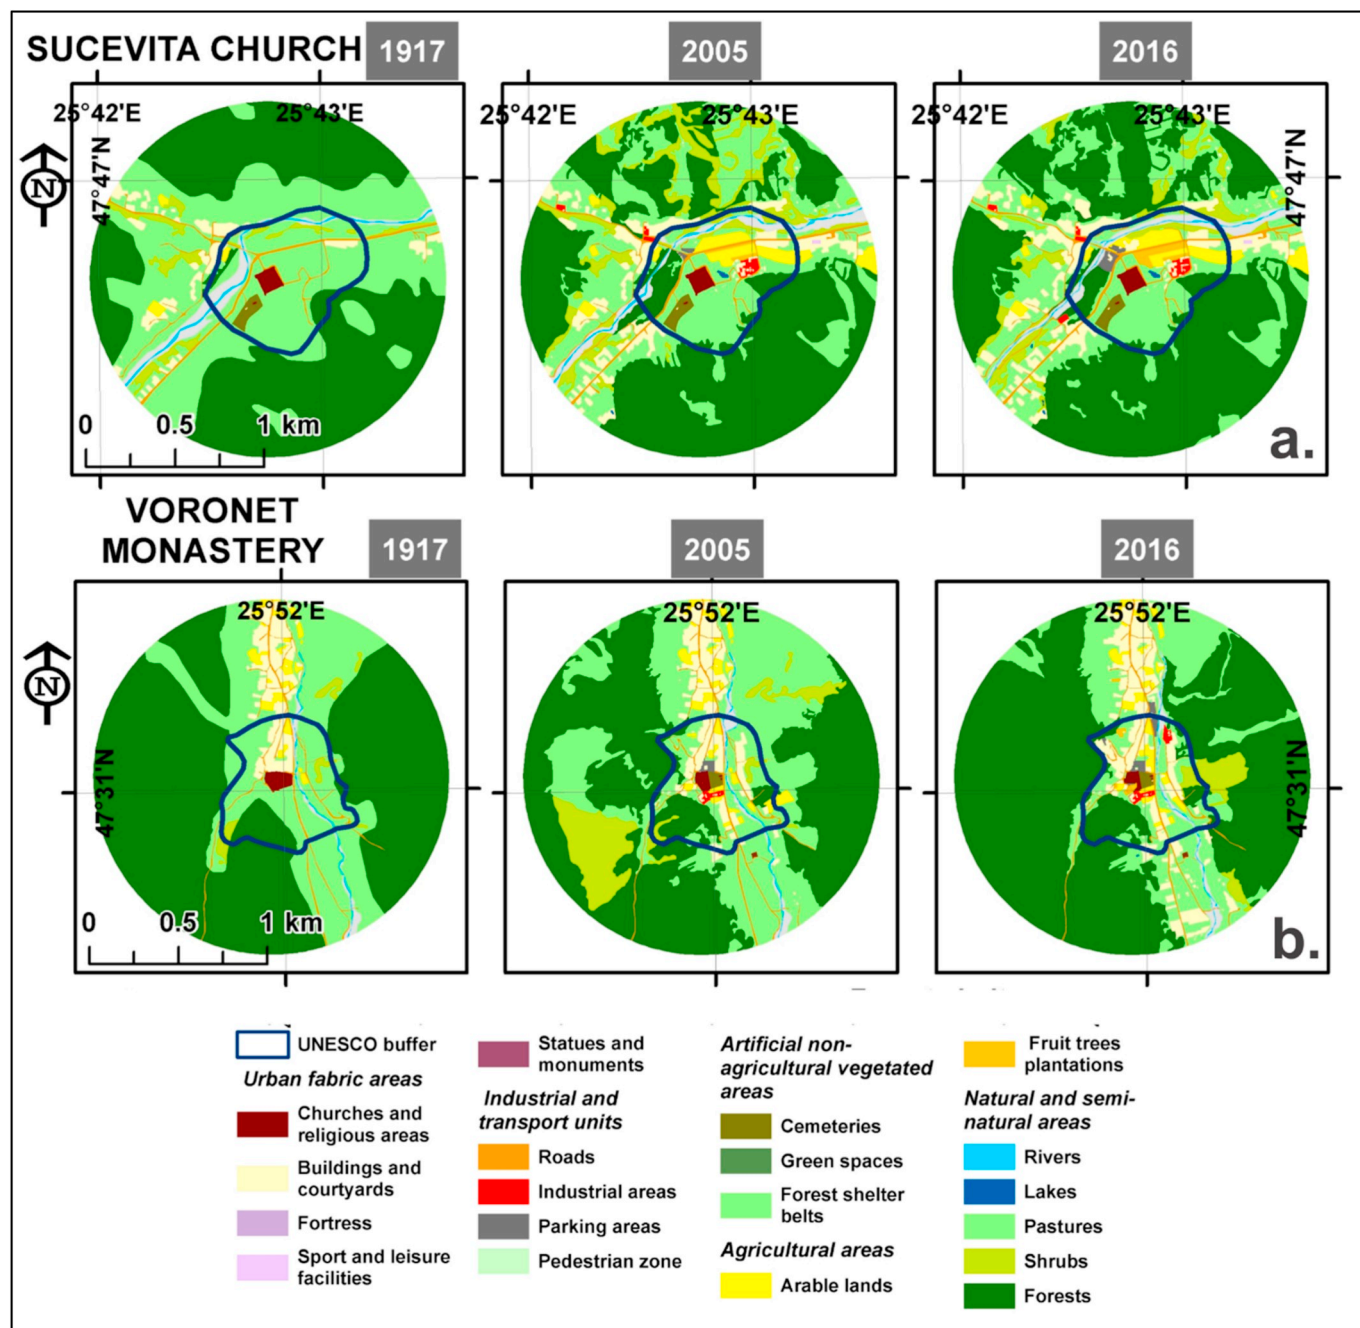 SUCEVITA CHURCH
1917
2005
2016
25°42'E
25°43'E
25°42'E
25°43'E
25°42'E
25°43'E
47°47'N
47°47'N
N
0 0.5 1 km
a.
VORONET
MONASTERY
1917
2005
2016
25°52'E
25°52'E
25°52'E
N
47°31'N
47°31'N
0 0.5 1 km
b.
UNESCO buffer
Urban fabric areas
Churches and
religious areas
Buildings and
courtyards
Fortress
Sport and leisure
facilities
Statues and
monuments
Industrial and
transport units
Roads
Industrial areas
Parking areas
Pedestrian zone
Artificial non-
agricultural vegetated
areas
Cemeteries
Green spaces
Forest shelter
belts
Agricultural areas
Arable lands
Fruit trees
plantations
Natural and semi-
natural areas
Rivers
Lakes
Pastures
Shrubs
Forests